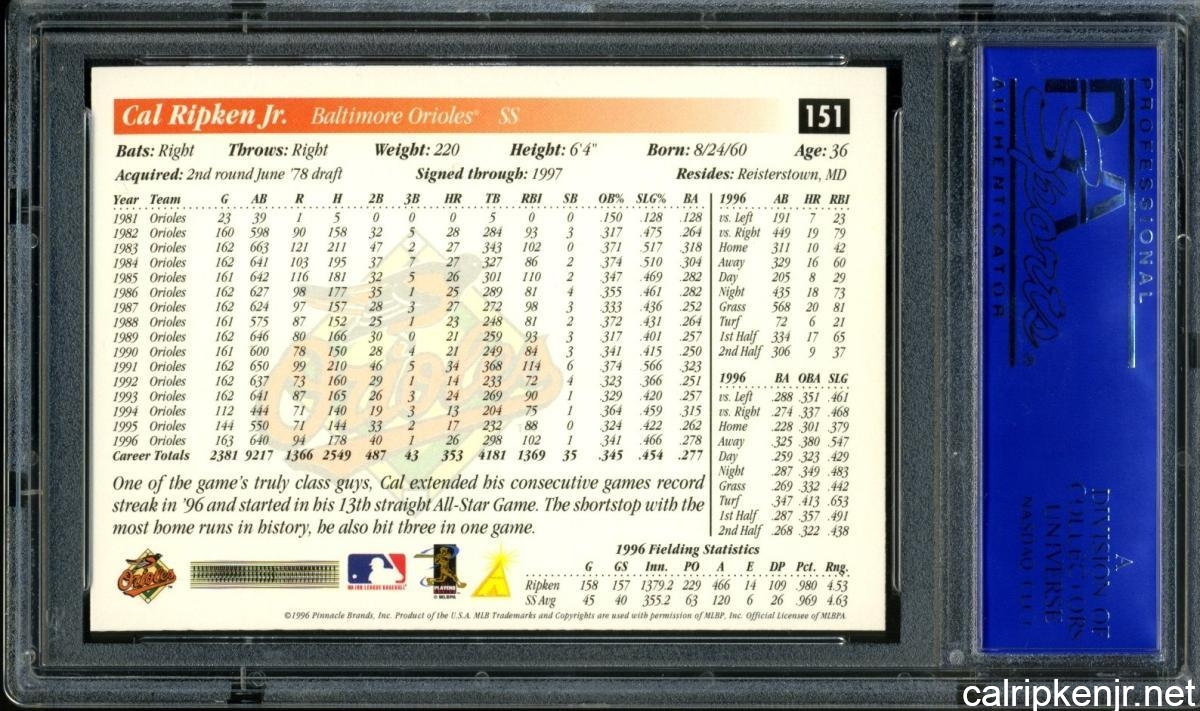 Cal Ripken Jr. Baltimore Orioles® SS 151
Bats: Right Throws: Right Weight: 220 Height: 6'4" Born: 8/24/60 Age: 36
Acquired: 2nd round June '78 draft Signed through: 1997 Resides: Reisterstown, MD
Year Team G AB R H 2B 3B HR TB RBI SB OB% SLG% BA
1981 Orioles 23 39 1 5 0 0 0 5 0 0 .150 .128 .128
1982 Orioles 160 598 90 158 32 5 28 284 93 3 .317 .475 .264
1983 Orioles 162 663 121 211 47 2 27 343 102 0 .371 .517 .318
1984 Orioles 162 641 103 195 37 7 27 327 86 2 .374 .510 .304
1985 Orioles 161 642 116 181 32 5 26 301 110 2 .347 .469 .282
1986 Orioles 162 627 98 177 35 1 25 289 81 4 .355 .461 .282
1987 Orioles 162 624 97 157 28 3 27 272 98 3 .333 .436 .252
1988 Orioles 161 575 87 152 25 1 23 248 81 2 .372 .431 .264
1989 Orioles 162 646 80 166 30 0 21 259 93 3 .317 .401 .257
1990 Orioles 161 600 78 150 28 4 21 249 84 3 .341 .415 .250
1991 Orioles 162 650 99 210 46 5 34 368 114 6 .374 .566 .323
1992 Orioles 162 637 73 160 29 1 14 233 72 4 .323 .366 .251
1993 Orioles 162 641 87 165 26 3 24 269 90 1 .329 .420 .257
1994 Orioles 112 444 71 140 19 3 13 204 75 1 .364 .459 .315
1995 Orioles 144 550 71 144 33 2 17 232 88 0 .324 .422 .262
1996 Orioles 163 640 94 178 40 1 26 298 102 1 .341 .466 .278
Career Totals 2381 9217 1366 2549 487 43 353 4181 1369 35 .345 .454 .277
One of the game's truly class guys, Cal extended his consecutive games record
streak in '96 and started in his 13th straight All-Star Game. The shortstop with the
most home runs in history, he also hit three in one game.
1996 AB HR RBI
vs. Left 191 7 23
vs. Right 449 19 79
Home 311 10 42
Away 329 16 60
Day 205 8 29
Night 435 18 73
Grass 568 20 81
Turf 72 6 21
1st Half 334 17 65
2nd Half 306 9 37
1996 BA OBA SLG
vs. Left .288 .351 .461
vs. Right .274 .337 .468
Home .228 .301 .379
Away .325 .380 .547
Day .259 .323 .429
Night .287 .349 .483
Grass .269 .332 .442
Turf .347 .413 .653
1st Half .287 .357 .491
2nd Half .268 .322 .438
Orioles
MAJOR LEAGUE BASEBALL
PLAYERS
© MLBPA
1996 Fielding Statistics
G GS Inn. PO A E DP Pct. Rng.
Ripken 158 157 1379.2 229 466 14 109 .980 4.53
SS Avg 45 40 355.2 63 120 6 26 .969 4.63
©1996 Pinnacle Brands, Inc. Product of the U.S.A. MLB Trademarks and Copyrights are used with permission of MLBP, Inc. Official Licensee of MLBPA
PROFESSIONAL
PSA
Sports®
AUTHENTICATOR
A
DIVISION OF
COLLECTORS
UNIVERSE
NASDAQ: CLCT
calripkenjr.net